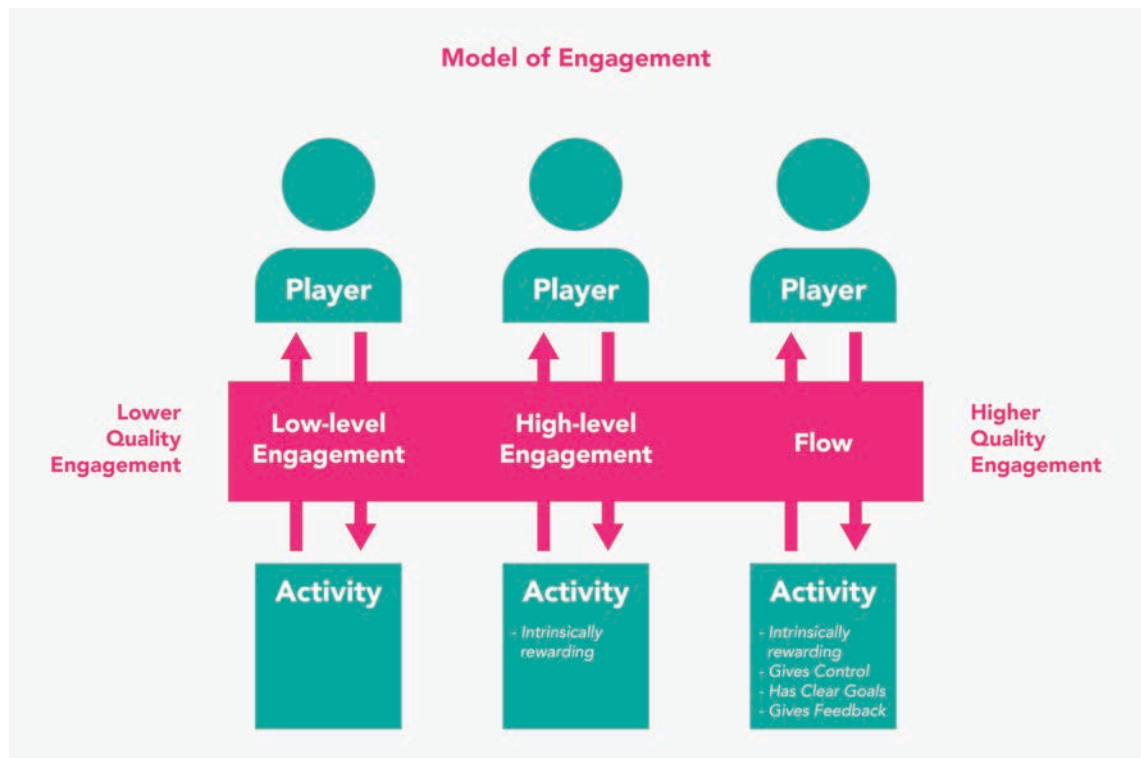 Model of Engagement
Player
Player
Player
Lower
Quality
Engagement
Low-level
Engagement
High-level
Engagement
Flow
Higher
Quality
Engagement
Activity
Activity
- Intrinsically
rewarding
Activity
- Intrinsically
rewarding
- Gives Control
- Has Clear Goals
- Gives Feedback